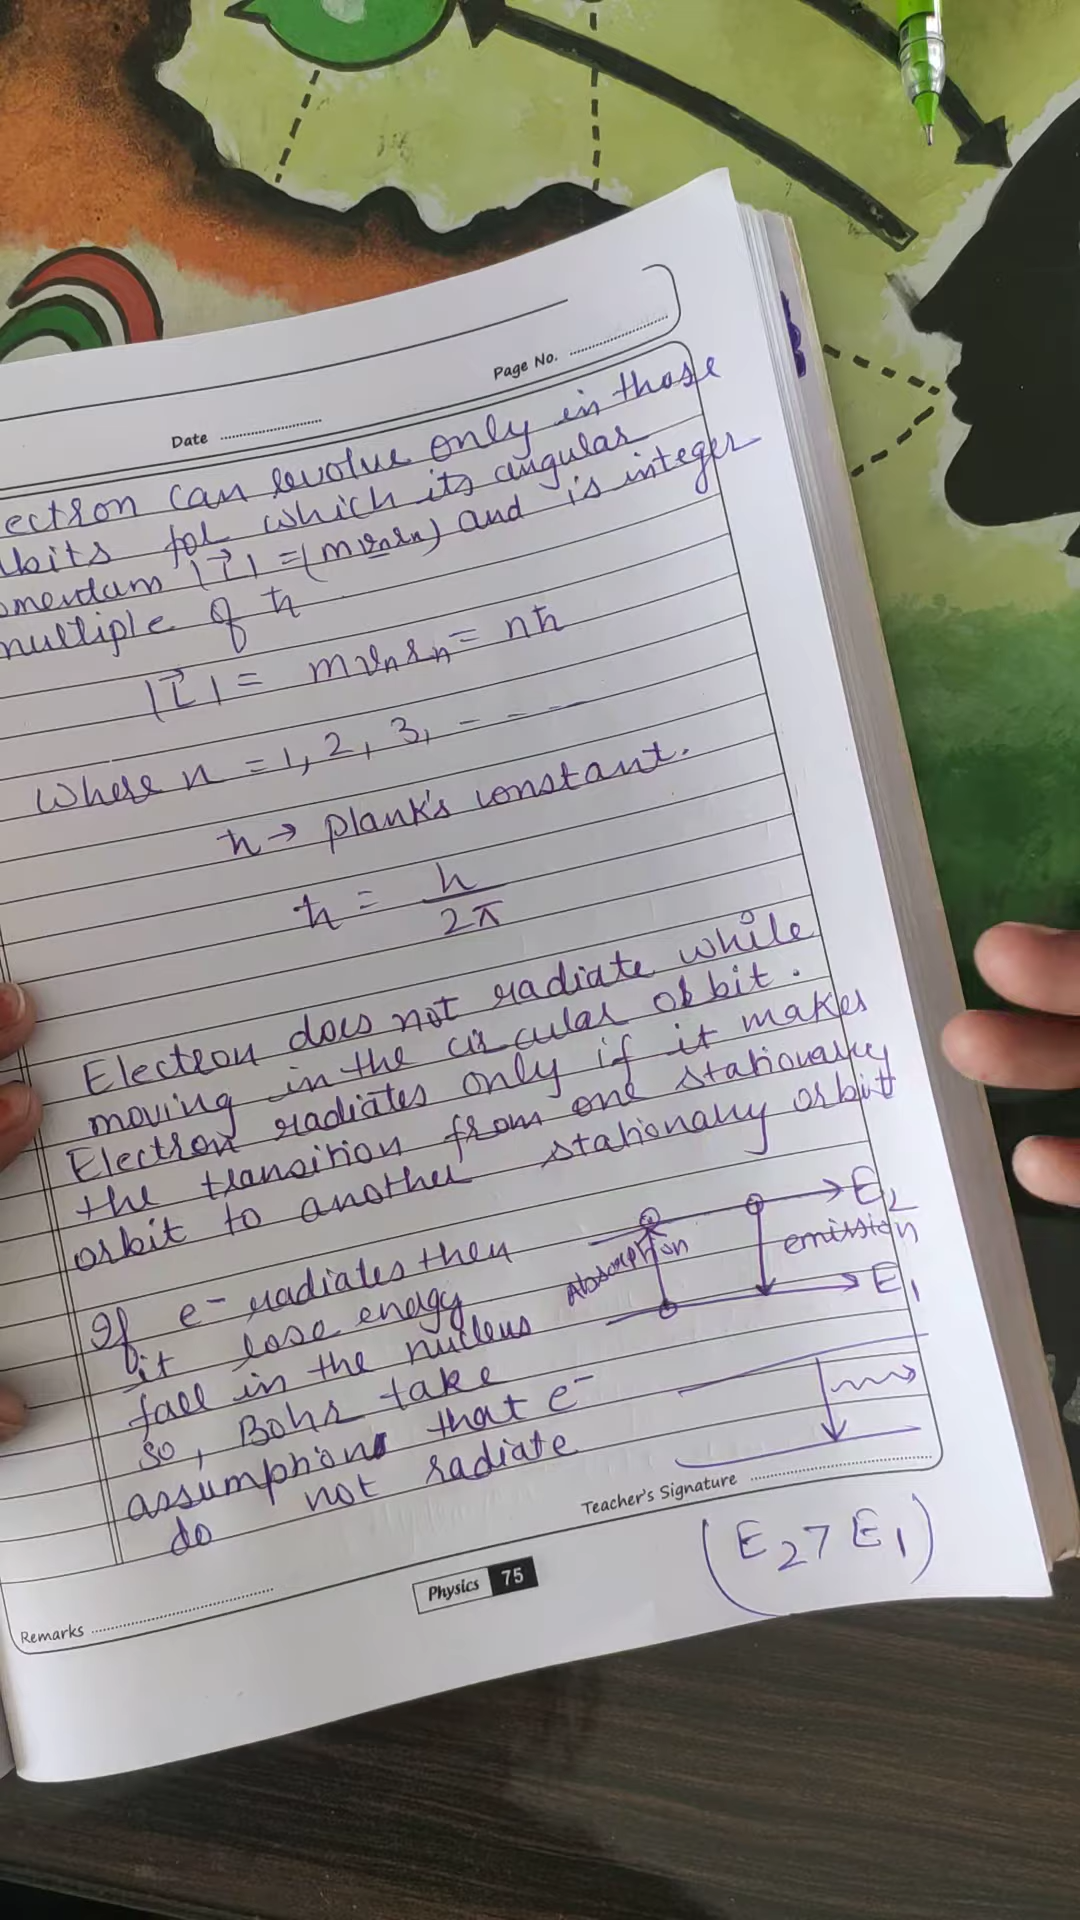 Page No.
Date
ectron can revolve only in those
rbits for which its angular
omendam |L⃗| = (mvₙrₙ) and is integer
multiple of ħ
|L⃗| = mvₙrₙ = nħ
where n = 1, 2, 3, - - - -
ħ → plank's constant.
ħ = h/2π
Electron does not radiate while
moving in the circular orbit.
Electron radiates only if it makes
the transition from one stationary
orbit to another stationary orbit
If e⁻ radiates then
it lose energy
fall in the nucleus
so, Bohr take
assumption that e⁻
do not radiate
E₂
Absorption
emission
E₁
Teacher's Signature
(E₂ > E₁)
Physics 75
Remarks